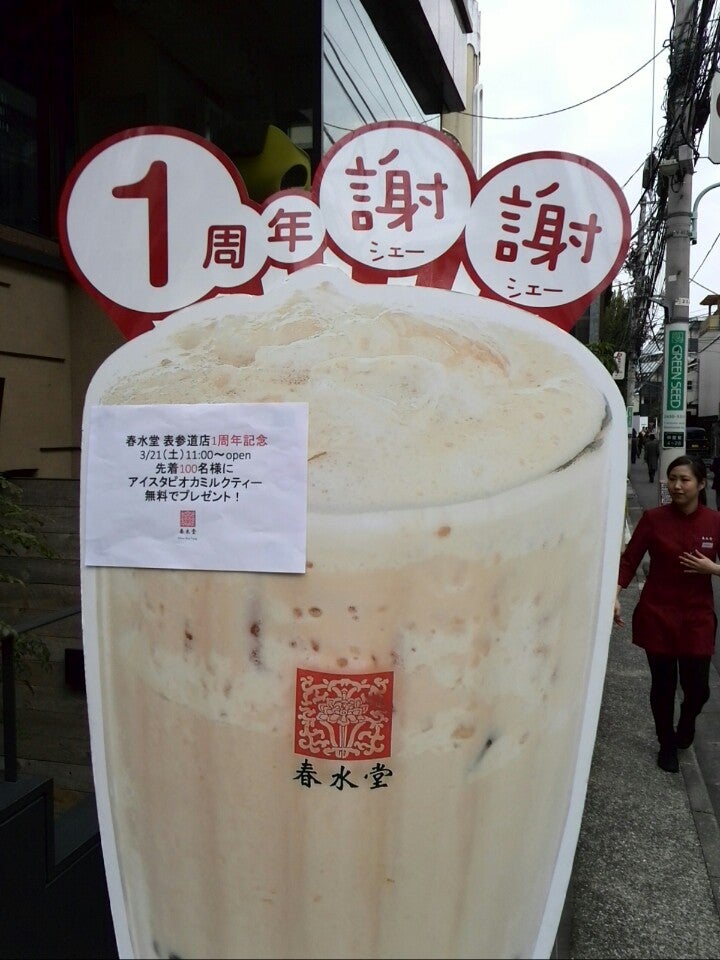 1周年謝謝
シェー シェー
春水堂 表参道店1周年記念
3/21(土)11:00〜open
先着100名様に
アイスタピオカミルクティー
無料でプレゼント！
春水堂
春水堂
GREEN SEED